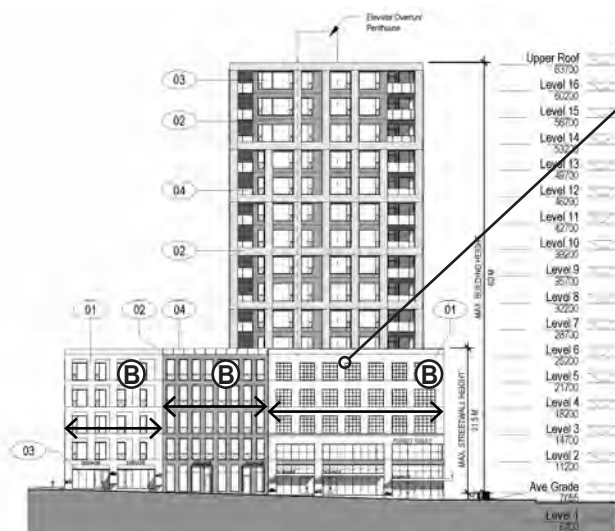 Elevator Overrun/
Penthouse
03
02
04
02
01
02
04
01
03
B
B
B
MAX. BUILDING HEIGHT
63 M
MAX. STREETWALL HEIGHT
21.5 M
Upper Roof
63700
Level 16
60200
Level 15
56700
Level 14
53200
Level 13
49700
Level 12
46200
Level 11
42700
Level 10
39200
Level 9
35700
Level 8
32200
Level 7
28700
Level 6
25200
Level 5
21700
Level 4
18200
Level 3
14700
Level 2
11200
Ave Grade
Level 1